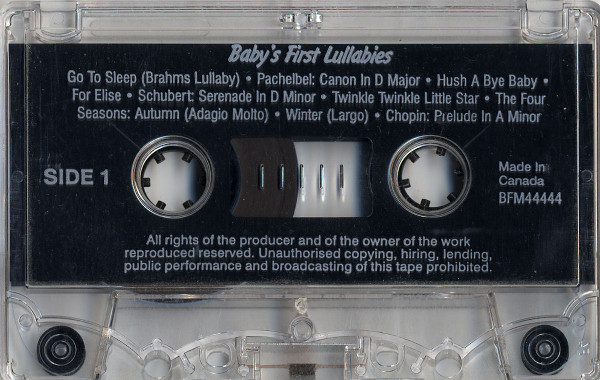 Baby's First Lullabies
Go To Sleep (Brahms Lullaby) • Pachelbel: Canon In D Major • Hush A Bye Baby •
For Elise • Schubert: Serenade In D Minor • Twinkle Twinkle Little Star • The Four
Seasons: Autumn (Adagio Molto) • Winter (Largo) • Chopin: Prelude In A Minor
SIDE 1
Made In
Canada
BFM44444
All rights of the producer and of the owner of the work
reproduced reserved. Unauthorised copying, hiring, lending,
public performance and broadcasting of this tape prohibited.